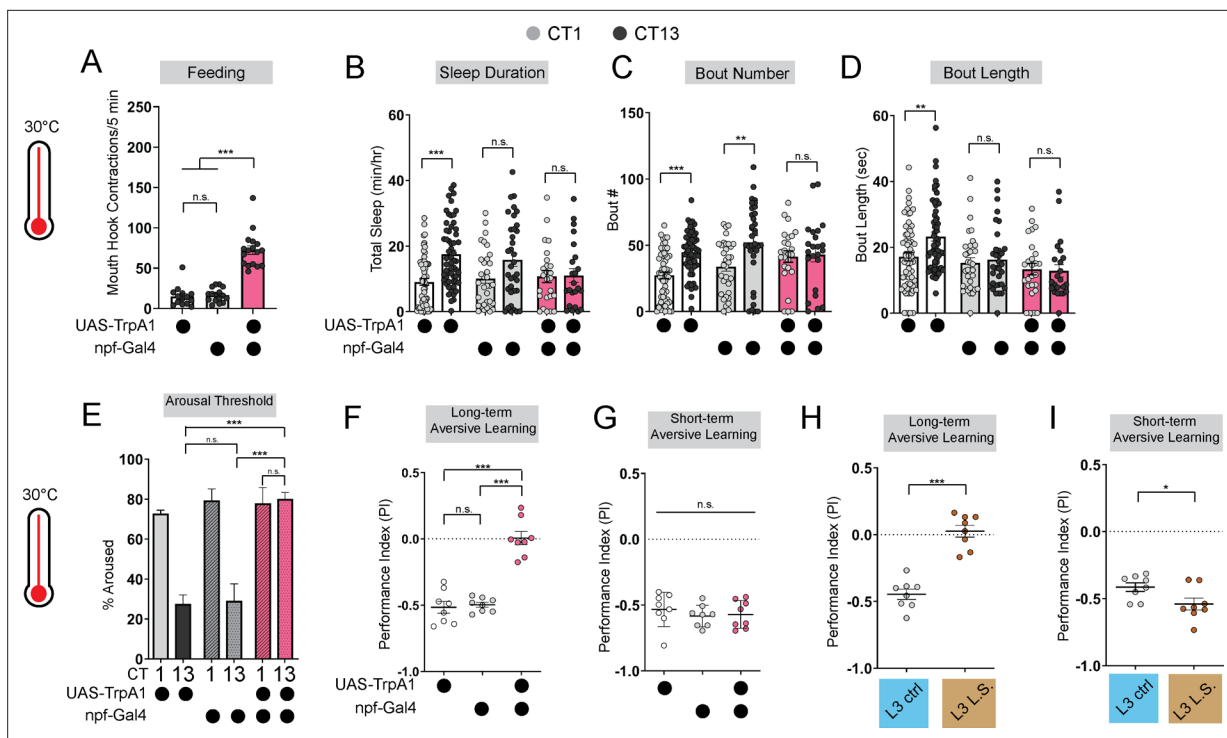 CT1 CT13
A
Feeding
30°C
Mouth Hook Contractions/5 min
250
200
150
100
50
0
n.s.
***
UAS-TrpA1
npf-Gal4
B
Sleep Duration
Total Sleep (min/hr)
60
40
20
0
***
n.s.
n.s.
UAS-TrpA1
npf-Gal4
C
Bout Number
Bout #
150
100
50
0
***
**
n.s.
D
Bout Length
Bout Length (sec)
60
40
20
0
**
n.s.
n.s.
E
Arousal Threshold
30°C
% Aroused
100
80
60
40
20
0
***
n.s.
***
n.s.
CT 1 13 1 13 1 13
UAS-TrpA1
npf-Gal4
F
Long-term
Aversive Learning
Performance Index (PI)
0.5
0.0
-0.5
-1.0
***
***
n.s.
UAS-TrpA1
npf-Gal4
G
Short-term
Aversive Learning
Performance Index (PI)
0.5
0.0
-0.5
-1.0
n.s.
H
Long-term
Aversive Learning
Performance Index (PI)
0.5
0.0
-0.5
-1.0
***
L3 ctrl
L3 L.S.
I
Short-term
Aversive Learning
Performance Index (PI)
0.5
0.0
-0.5
-1.0
*
L3 ctrl
L3 L.S.